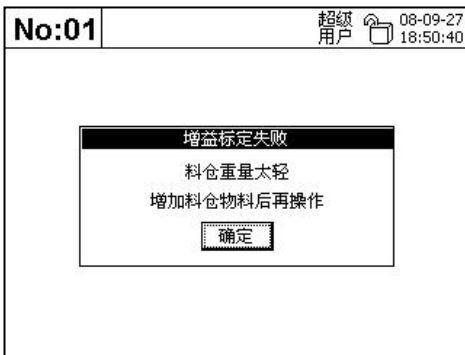 No:01
超级用户
08-09-27
18:50:40
增益标定失败
料仓重量太轻
增加料仓物料后再操作
确定